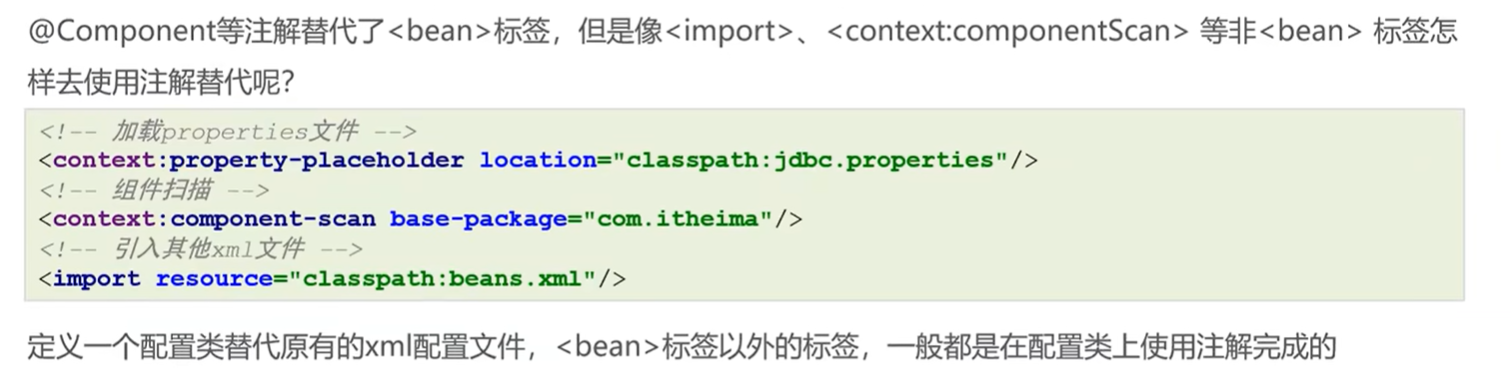 @Component等注解替代了<bean>标签，但是像<import>、<context:componentScan> 等非<bean> 标签怎
样去使用注解替代呢？
<!-- 加载properties文件 -->
<context:property-placeholder location="classpath:jdbc.properties"/>
<!-- 组件扫描 -->
<context:component-scan base-package="com.itheima"/>
<!-- 引入其他xml文件 -->
<import resource="classpath:beans.xml"/>
定义一个配置类替代原有的xml配置文件，<bean>标签以外的标签，一般都是在配置类上使用注解完成的